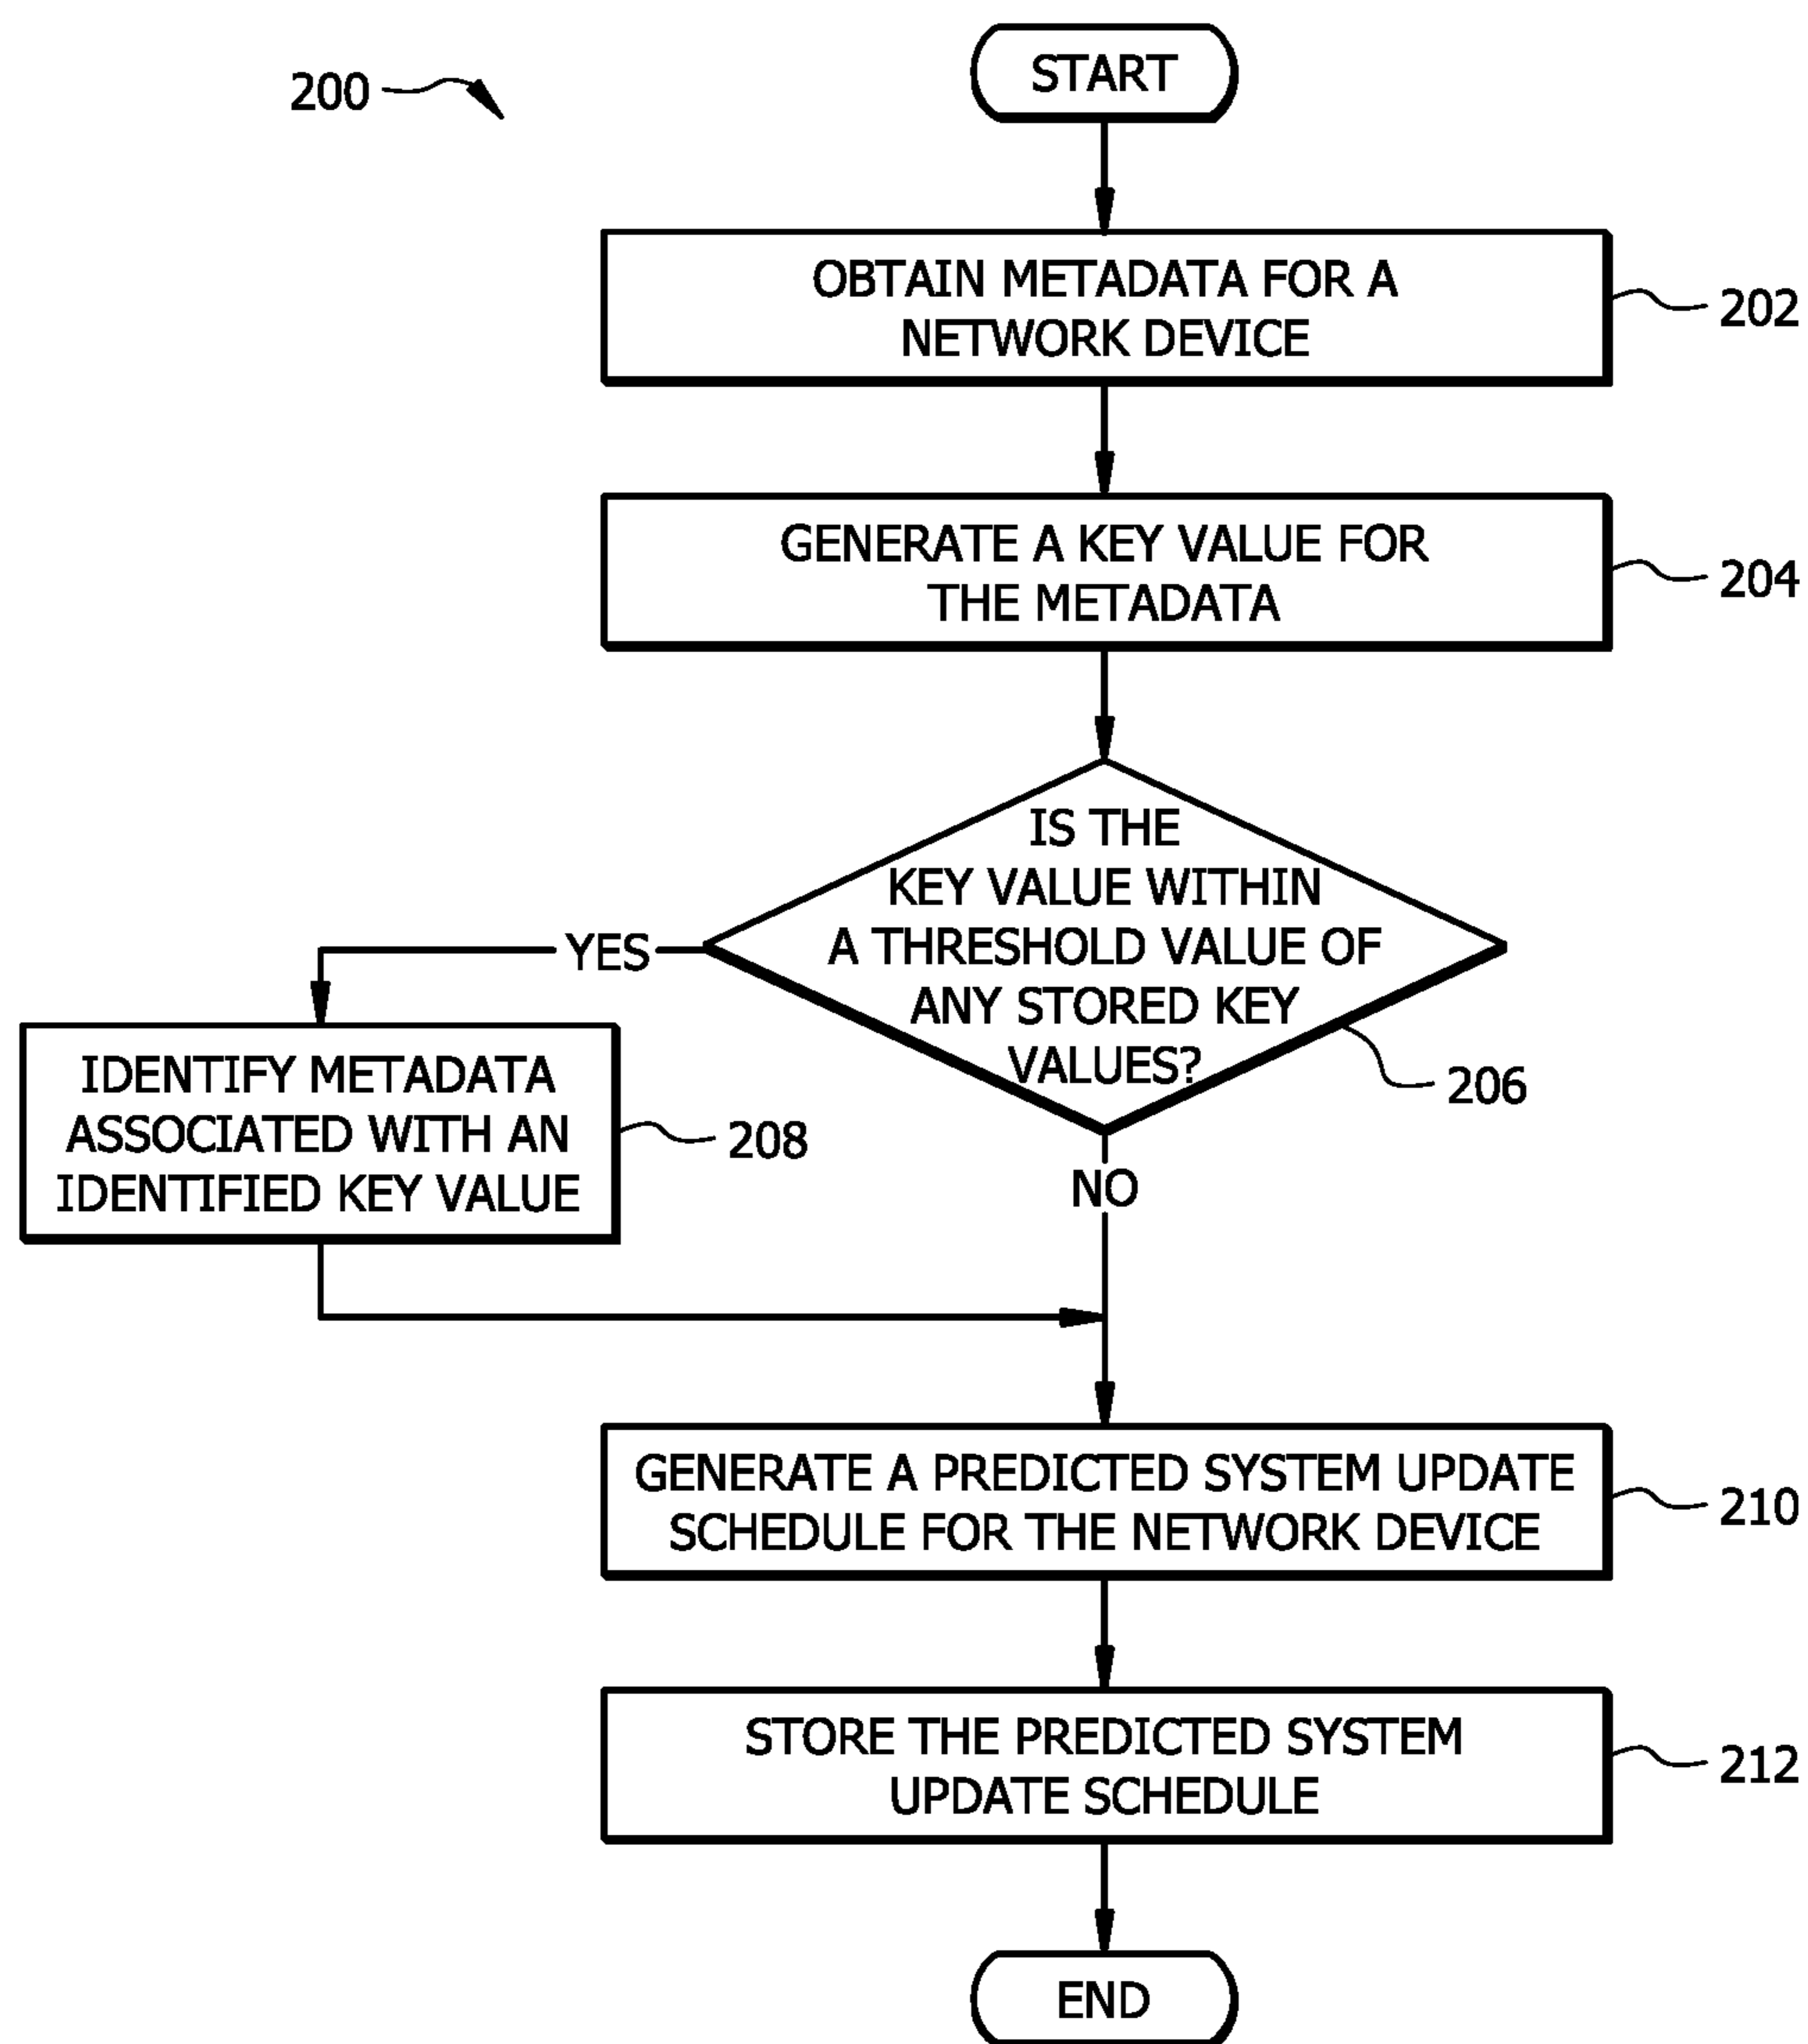 200
START
OBTAIN METADATA FOR A
NETWORK DEVICE
202
GENERATE A KEY VALUE FOR
THE METADATA
204
IS THE
KEY VALUE WITHIN
A THRESHOLD VALUE OF
ANY STORED KEY
VALUES?
206
YES
IDENTIFY METADATA
ASSOCIATED WITH AN
IDENTIFIED KEY VALUE
208
NO
GENERATE A PREDICTED SYSTEM UPDATE
SCHEDULE FOR THE NETWORK DEVICE
210
STORE THE PREDICTED SYSTEM
UPDATE SCHEDULE
212
END